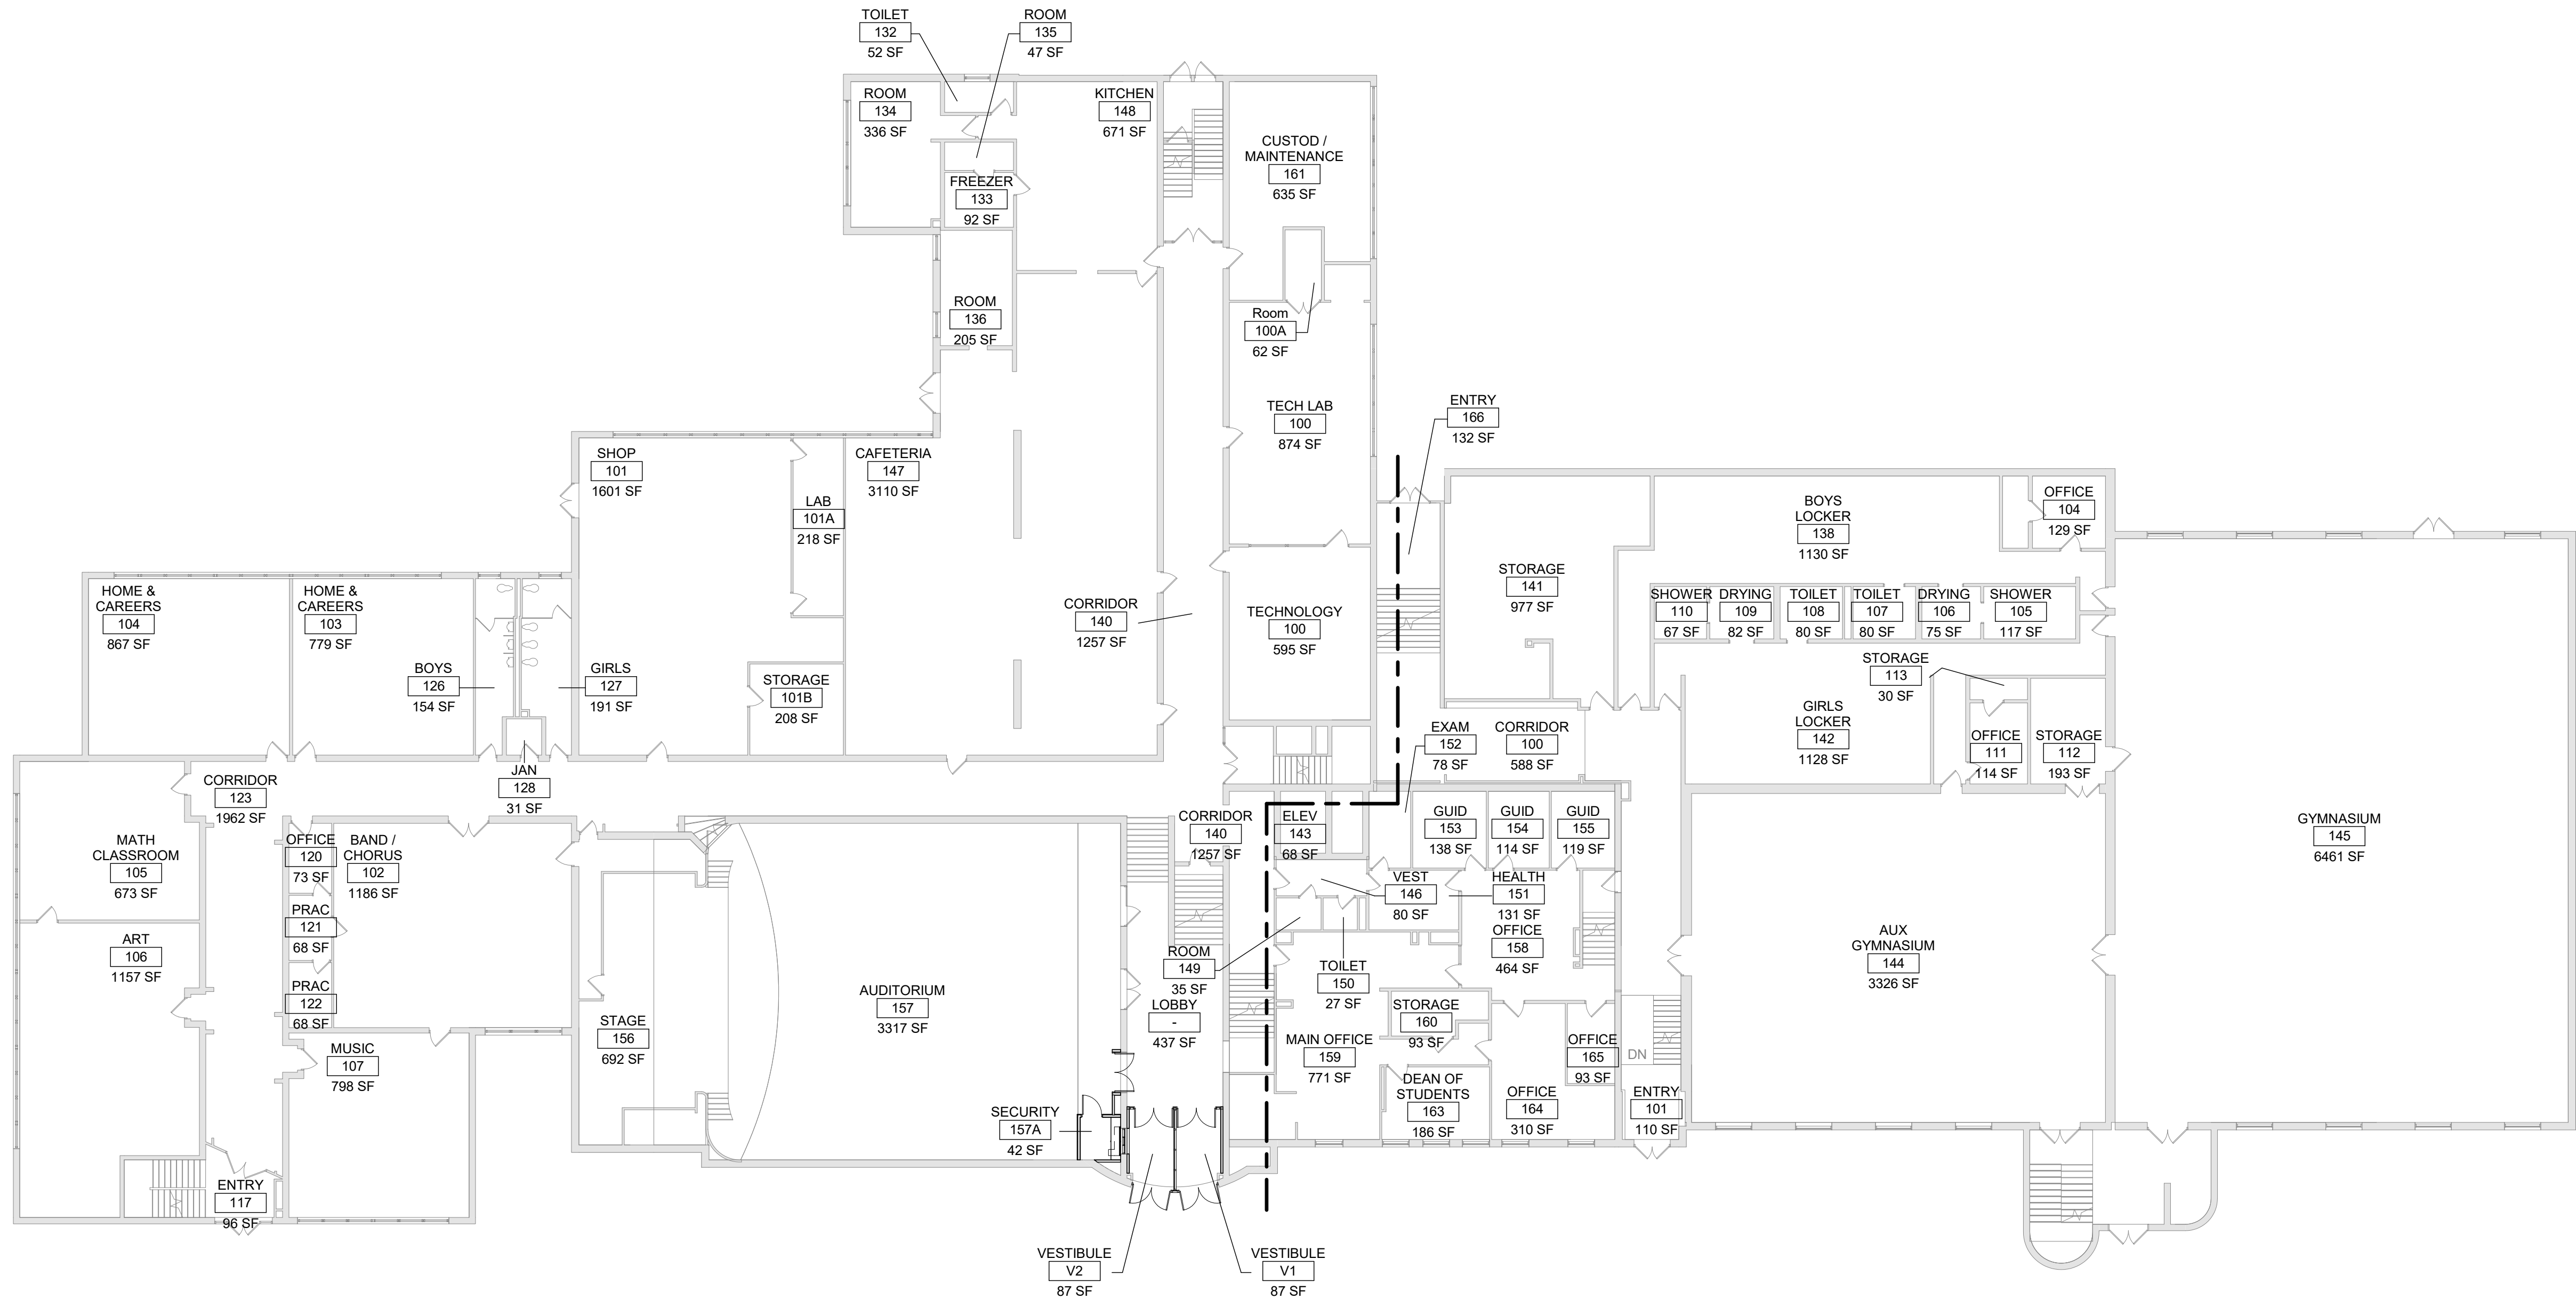 TOILET
132
52 SF
ROOM
135
47 SF
ROOM
134
336 SF
KITCHEN
148
671 SF
CUSTOD /
MAINTENANCE
161
635 SF
FREEZER
133
92 SF
ROOM
136
205 SF
Room
100A
62 SF
TECH LAB
100
874 SF
ENTRY
166
132 SF
SHOP
101
1601 SF
CAFETERIA
147
3110 SF
LAB
101A
218 SF
BOYS
LOCKER
138
1130 SF
OFFICE
104
129 SF
STORAGE
141
977 SF
HOME &
CAREERS
104
867 SF
HOME &
CAREERS
103
779 SF
CORRIDOR
140
1257 SF
TECHNOLOGY
100
595 SF
SHOWER
110
67 SF
DRYING
109
82 SF
TOILET
108
80 SF
TOILET
107
80 SF
DRYING
106
75 SF
SHOWER
105
117 SF
BOYS
126
154 SF
GIRLS
127
191 SF
STORAGE
101B
208 SF
STORAGE
113
30 SF
GIRLS
LOCKER
142
1128 SF
EXAM
152
78 SF
CORRIDOR
100
588 SF
OFFICE
111
114 SF
STORAGE
112
193 SF
CORRIDOR
123
1962 SF
JAN
128
31 SF
MATH
CLASSROOM
105
673 SF
OFFICE
120
73 SF
BAND /
CHORUS
102
1186 SF
CORRIDOR
140
1257 SF
ELEV
143
68 SF
GUID
153
138 SF
GUID
154
114 SF
GUID
155
119 SF
GYMNASIUM
145
6461 SF
VEST
146
80 SF
HEALTH
151
131 SF
PRAC
121
68 SF
ART
106
1157 SF
OFFICE
158
464 SF
AUX
GYMNASIUM
144
3326 SF
ROOM
149
35 SF
TOILET
150
27 SF
PRAC
122
68 SF
AUDITORIUM
157
3317 SF
LOBBY
-
437 SF
STORAGE
160
93 SF
STAGE
156
692 SF
MUSIC
107
798 SF
MAIN OFFICE
159
771 SF
OFFICE
165
93 SF
DN
DEAN OF
STUDENTS
163
186 SF
OFFICE
164
310 SF
ENTRY
101
110 SF
SECURITY
157A
42 SF
ENTRY
117
96 SF
VESTIBULE
V2
87 SF
VESTIBULE
V1
87 SF